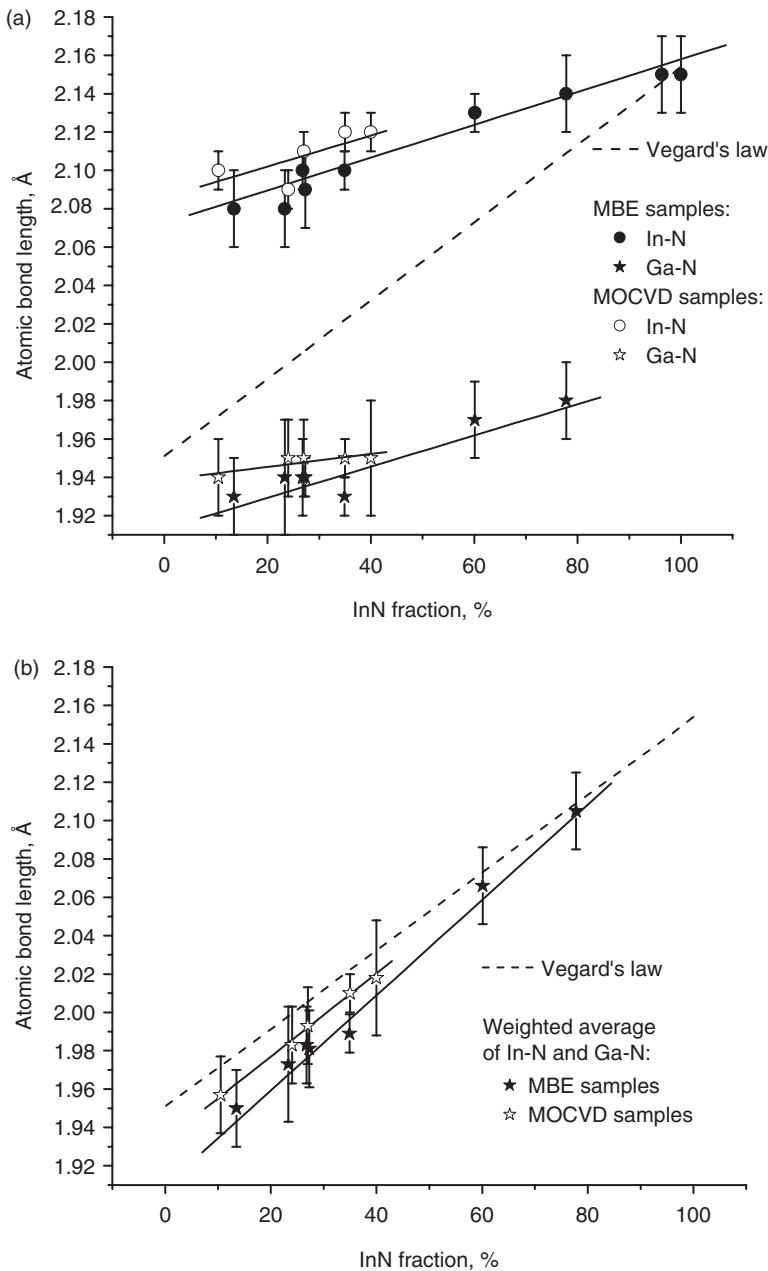 (a)
2.18
2.16
2.14
2.12
2.10
2.08
2.06
2.04
2.02
2.00
1.98
1.96
1.94
1.92
Atomic bond length, Å
Vegard's law
MBE samples:
In-N
Ga-N
MOCVD samples:
In-N
Ga-N
0 20 40 60 80 100
InN fraction, %
(b)
2.18
2.16
2.14
2.12
2.10
2.08
2.06
2.04
2.02
2.00
1.98
1.96
1.94
1.92
Atomic bond length, Å
Vegard's law
Weighted average
of In-N and Ga-N:
MBE samples
MOCVD samples
0 20 40 60 80 100
InN fraction, %